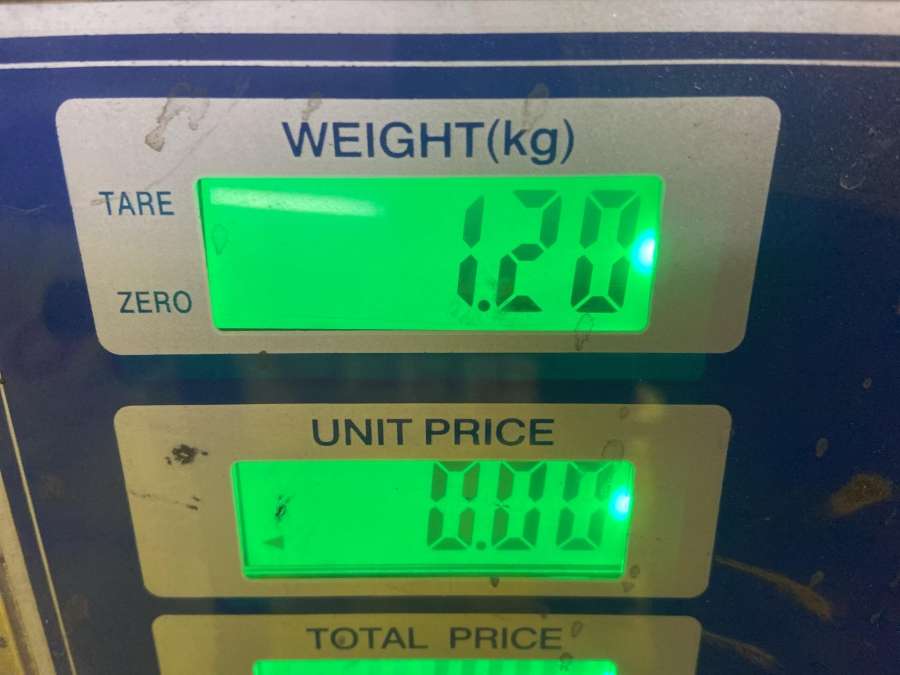 WEIGHT(kg)
TARE
1.20
ZERO
UNIT PRICE
0.00
TOTAL PRICE